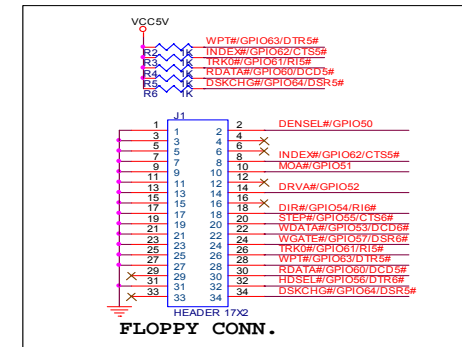 VCC5V
WPT#/GPIO63/DTR5#
R2 1K INDEX#/GPIO62/CTS5#
R3 1K TRK0#/GPIO61/RI5#
R4 1K RDATA#/GPIO60/DCD5#
R5 1K DSKCHG#/GPIO64/DSR5#
R6 1K
J1
1 1 2 2 DENSEL#/GPIO50
3 3 4 4
5 5 6 6
7 7 8 8 INDEX#/GPIO62/CTS5#
9 9 10 10 MOA#/GPIO51
11 11 12 12
13 13 14 14 DRVA#/GPIO52
15 15 16 16
17 17 18 18 DIR#/GPIO54/RI6#
19 19 20 20 STEP#/GPIO55/CTS6#
21 21 22 22 WDATA#/GPIO53/DCD6#
23 23 24 24 WGATE#/GPIO57/DSR6#
25 25 26 26 TRK0#/GPIO61/RI5#
27 27 28 28 WPT#/GPIO63/DTR5#
29 29 30 30 RDATA#/GPIO60/DCD5#
31 31 32 32 HDSEL#/GPIO56/DTR6#
33 33 34 34 DSKCHG#/GPIO64/DSR5#
HEADER 17X2
FLOPPY CONN.